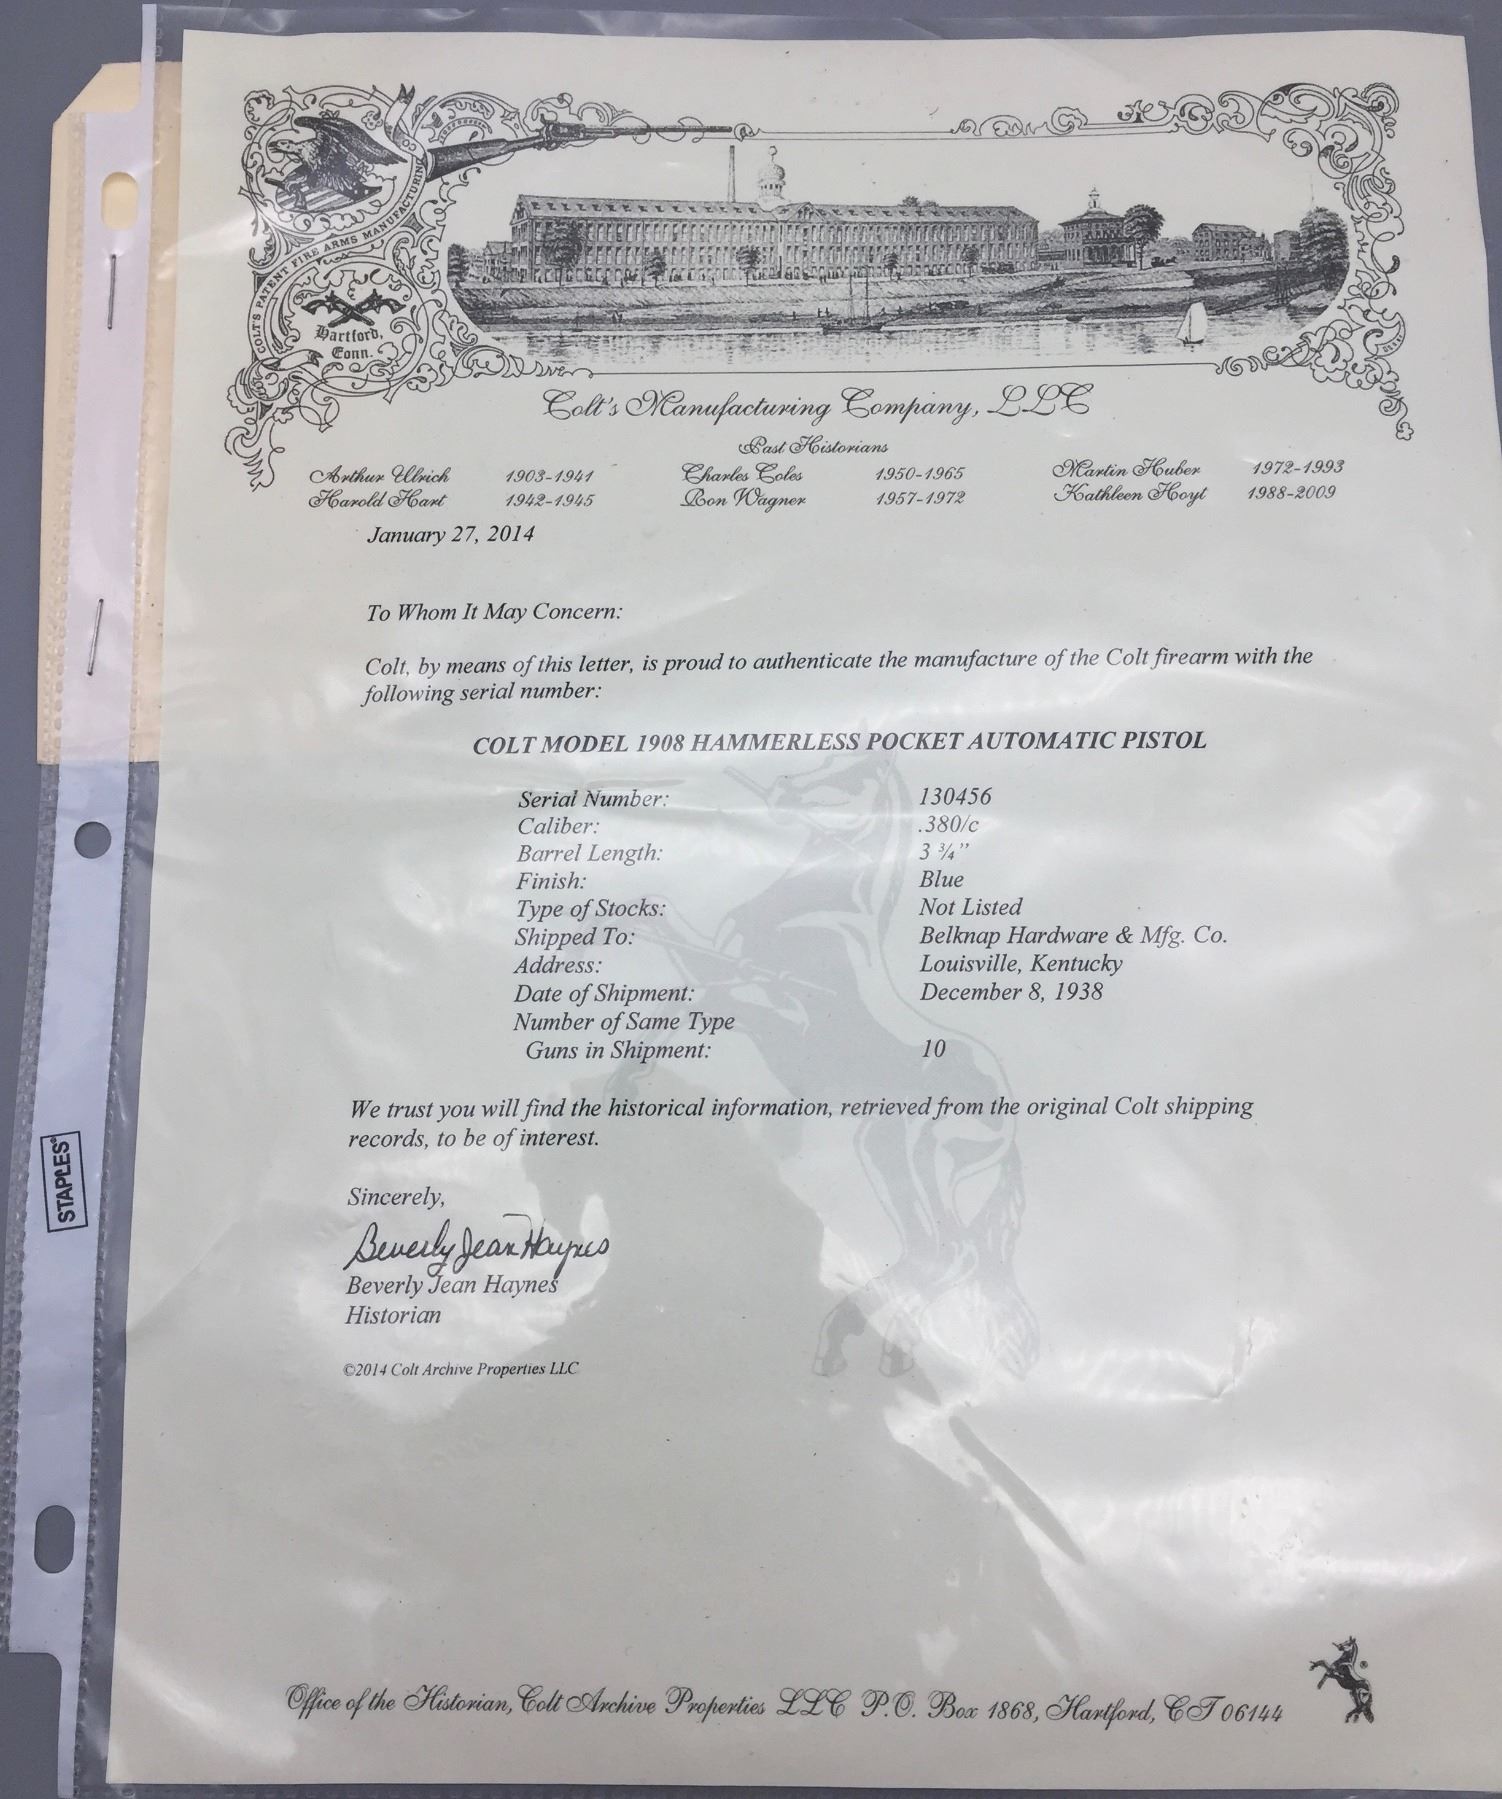 COLT'S PATENT FIRE ARMS MANUFACTURING
Hartford,
Conn.
Colt's Manufacturing Company, LLC
Past Historians
Arthur Ulrich 1903-1941 Charles Coles 1950-1965 Martin Huber 1972-1993
Harold Hart 1942-1945 Ron Wagner 1957-1972 Kathleen Hoyt 1988-2009
January 27, 2014
To Whom It May Concern:
Colt, by means of this letter, is proud to authenticate the manufacture of the Colt firearm with the
following serial number:
COLT MODEL 1908 HAMMERLESS POCKET AUTOMATIC PISTOL
Serial Number: 130456
Caliber: .380/c
Barrel Length: 3 ¾”
Finish: Blue
Type of Stocks: Not Listed
Shipped To: Belknap Hardware & Mfg. Co.
Address: Louisville, Kentucky
Date of Shipment: December 8, 1938
Number of Same Type
Guns in Shipment: 10
We trust you will find the historical information, retrieved from the original Colt shipping
records, to be of interest.
Sincerely,
Beverly Jean Haynes
Beverly Jean Haynes
Historian
©2014 Colt Archive Properties LLC
Office of the Historian, Colt Archive Properties LLC P.O. Box 1868, Hartford, CT 06144
STAPLES®